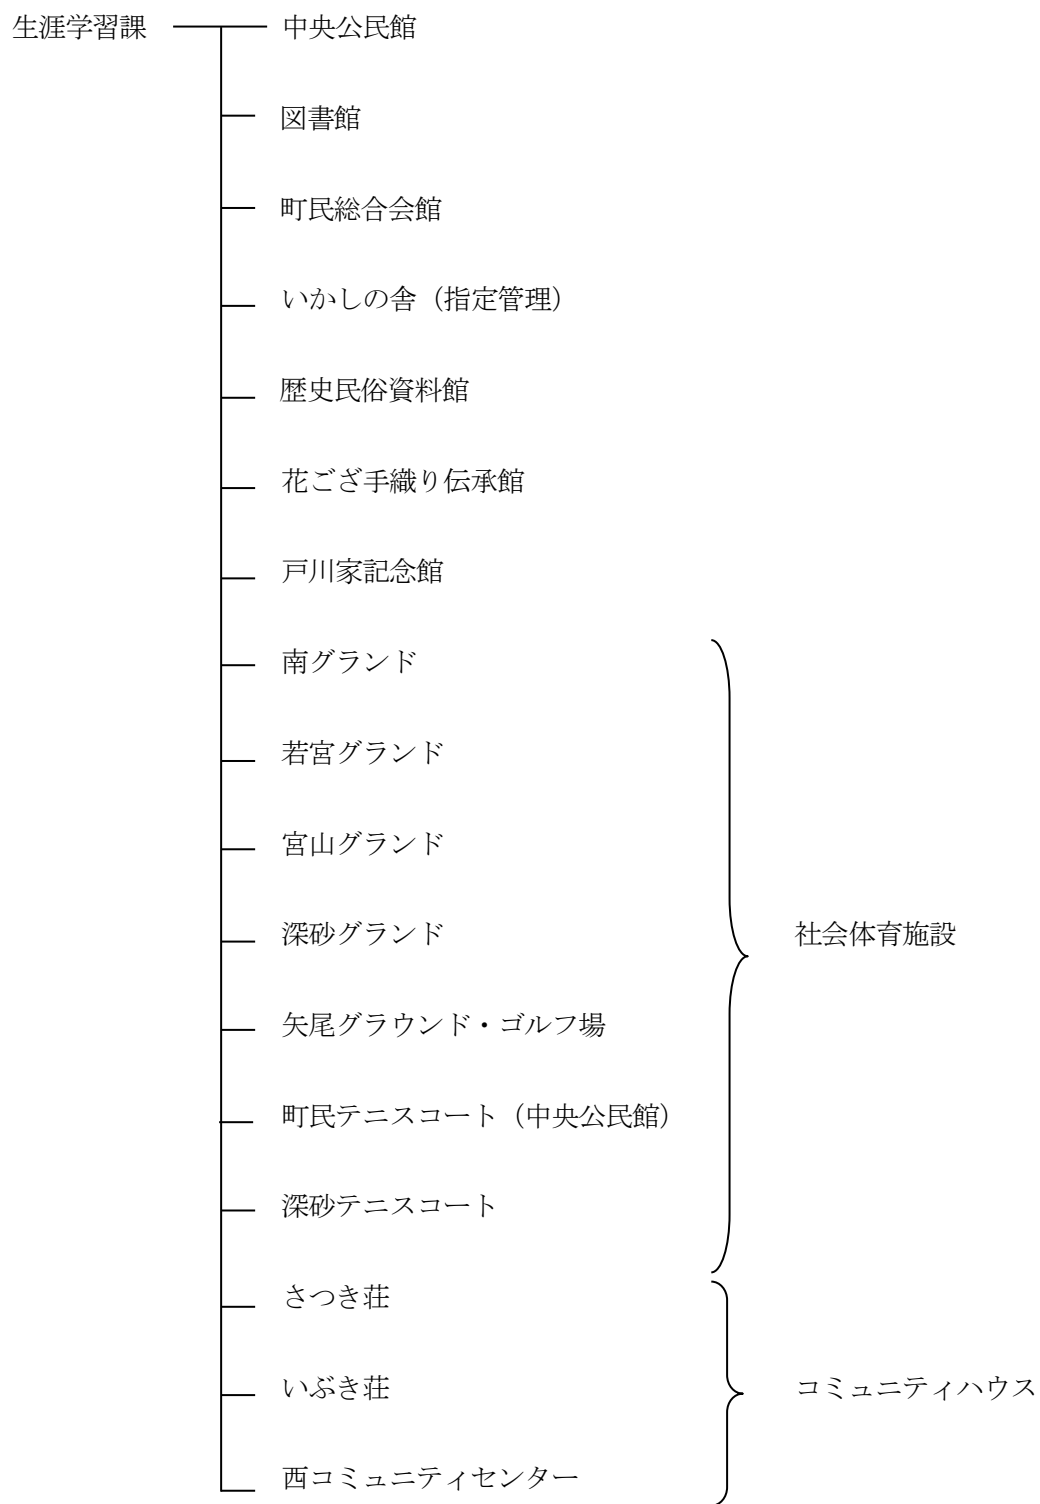 生涯学習課 中央公民館
図書館
町民総合会館
いかしの舎（指定管理）
歴史民俗資料館
花ござ手織り伝承館
戸川家記念館
南グランド
若宮グランド
宮山グランド
深砂グランド 社会体育施設
矢尾グラウンド・ゴルフ場
町民テニスコート（中央公民館）
深砂テニスコート
さつき荘
いぶき荘 コミュニティハウス
西コミュニティセンター